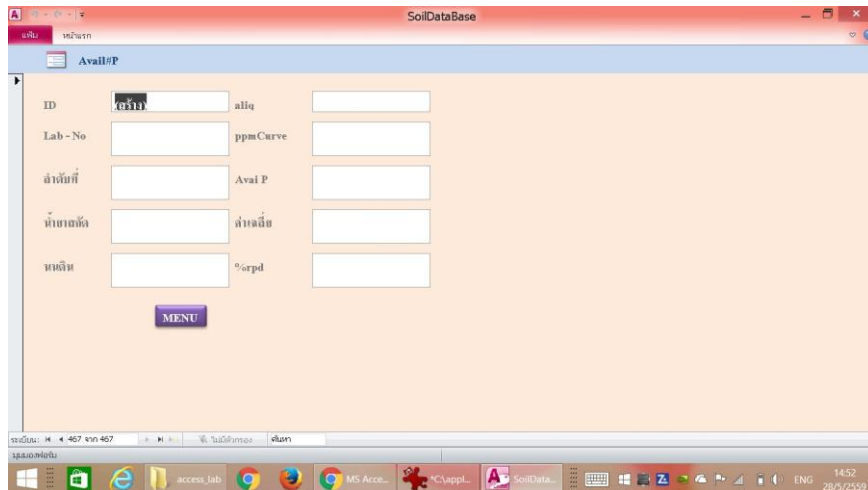 SoilDataBase
แฟ้ม หน้าแรก
Avail#P
ID (สร้าง) aliq
Lab - No ppmCurve
ลำดับที่ Avai P
น้ำยาสกัด ค่าเฉลี่ย
นนดิน %rpd
MENU
ระเบียน: 467 จาก 467 ไม่มีตัวกรอง ค้นหา
มุมมองฟอร์ม
access_lab MS Acce... *C:\appl... SoilData... ENG 14:52
28/5/2559